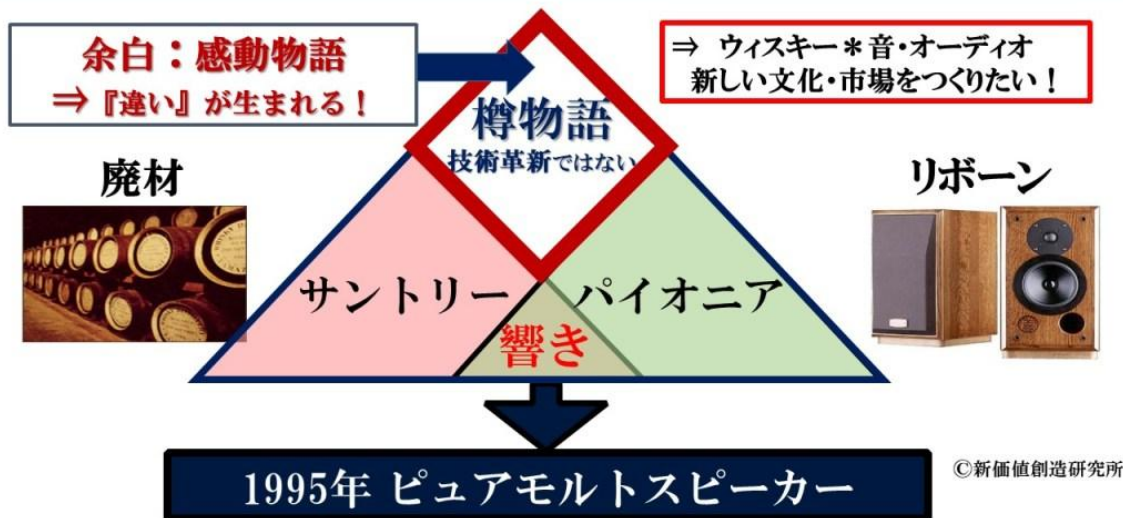 余白：感動物語
⇒『違い』が生まれる！
⇒ ウィスキー＊音・オーディオ
新しい文化・市場をつくりたい！
樽物語
技術革新ではない
廃材
リボーン
サントリー
パイオニア
響き
1995年 ピュアモルトスピーカー
©新価値創造研究所